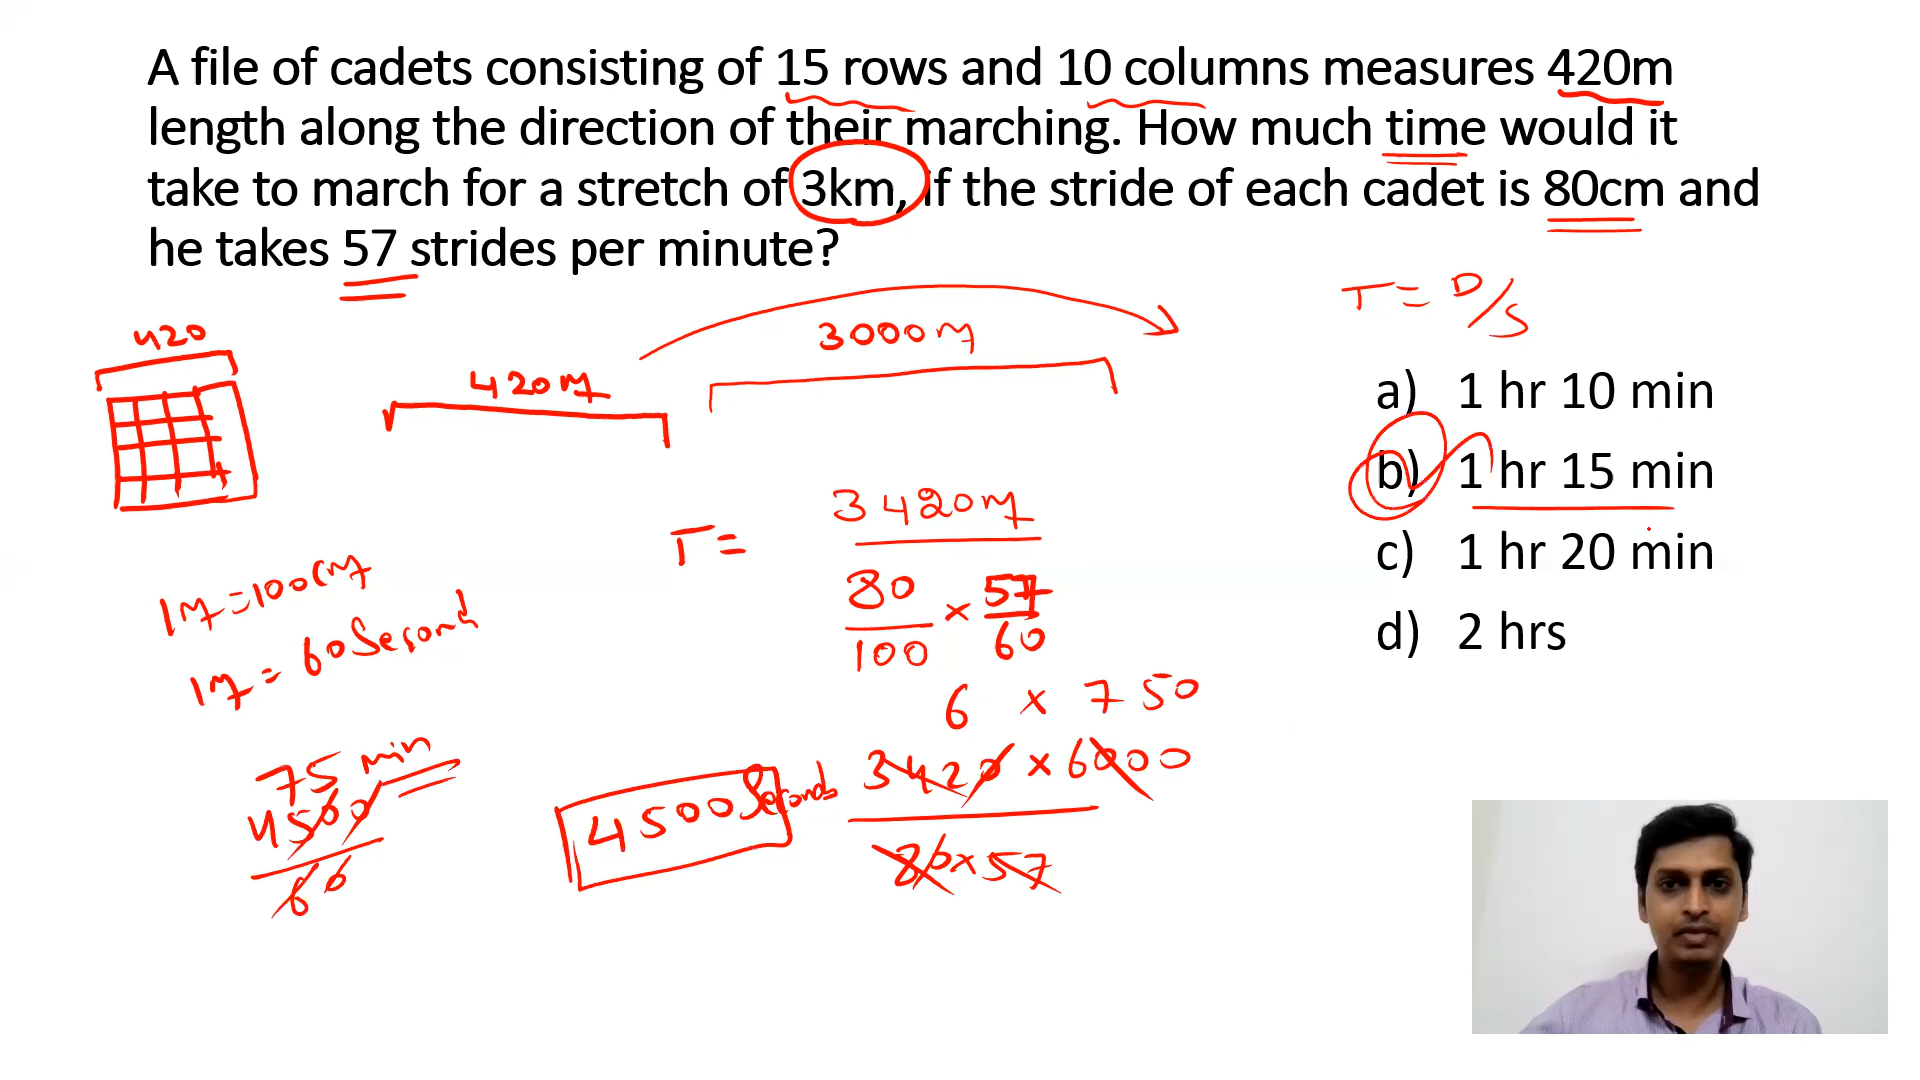 A file of cadets consisting of 15 rows and 10 columns measures 420m
length along the direction of their marching. How much time would it
take to march for a stretch of 3km, if the stride of each cadet is 80cm and
he takes 57 strides per minute?
T = D/S
420
420m
3000m
a) 1 hr 10 min
b) 1 hr 15 min
c) 1 hr 20 min
d) 2 hrs
T =
3420m
80 × 57
100 60
1m = 100cm
1m = 60 Second
6 × 750
3420 × 6000
80 × 57
4500 Seconds
75 min
4500
60